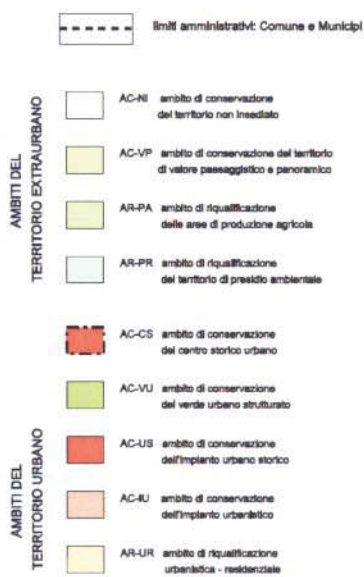 limiti amministrativi: Comune e Municipi
AMBITI DEL
TERRITORIO EXTRAURBANO
AC-NI ambito di conservazione
del territorio non insediato
AC-VP ambito di conservazione del territorio
di valore paesaggistico e panoramico
AR-PA ambito di riqualificazione
delle aree di produzione agricola
AR-PR ambito di riqualificazione
del territorio di presidio ambientale
AMBITI DEL
TERRITORIO URBANO
AC-CS ambito di conservazione
del centro storico urbano
AC-VU ambito di conservazione
del verde urbano strutturato
AC-US ambito di conservazione
dell'impianto urbano storico
AC-IU ambito di conservazione
dell'impianto urbanistico
AR-UR ambito di riqualificazione
urbanistica - residenziale